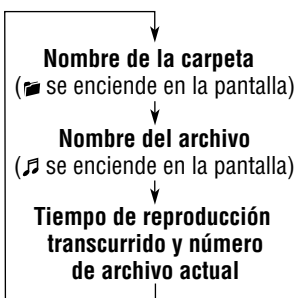 Nombre de la carpeta
( se enciende en la pantalla)
Nombre del archivo
(♬ se enciende en la pantalla)
Tiempo de reproducción
transcurrido y número
de archivo actual